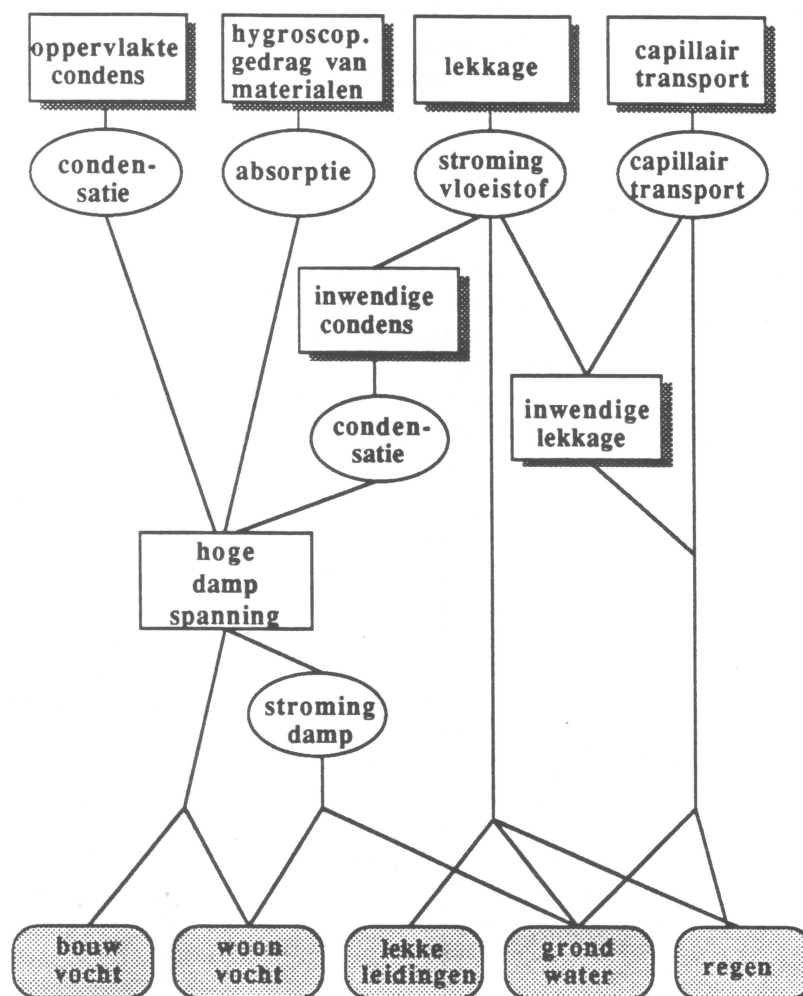 oppervlakte
condens
hygroscop.
gedrag van
materialen
lekkage
capillair
transport
conden-
satie
absorptie
stroming
vloeistof
capillair
transport
inwendige
condens
inwendige
lekkage
conden-
satie
hoge
damp
spanning
stroming
damp
bouw
vocht
woon
vocht
lekke
leidingen
grond
water
regen